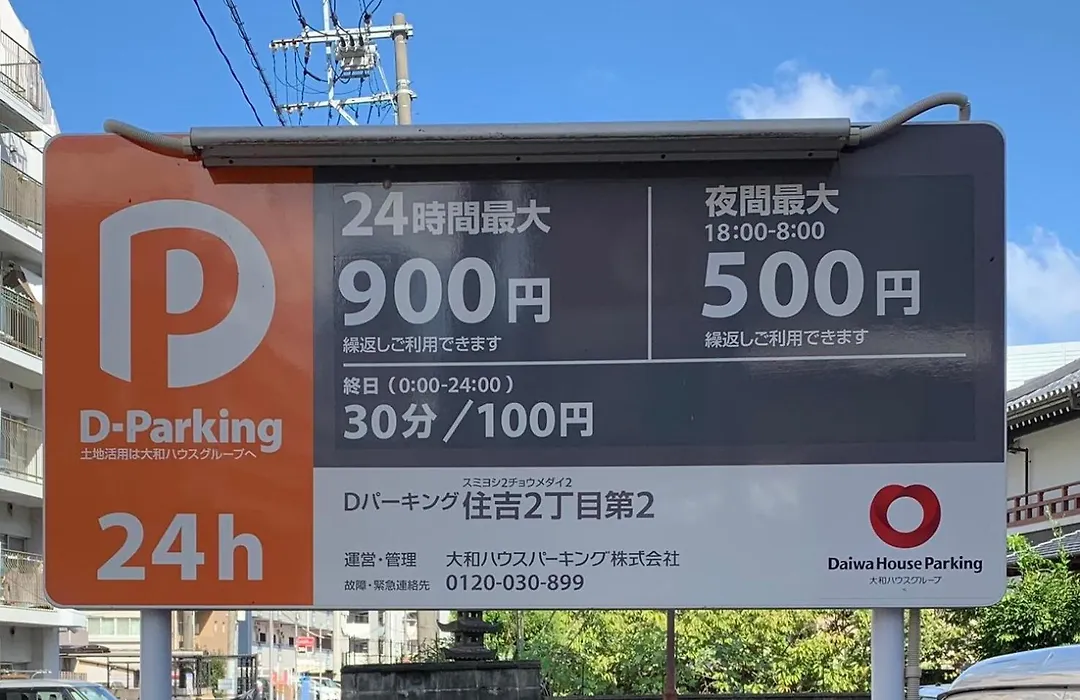 P
D-Parking
土地活用は大和ハウスグループへ
24h
24時間最大
900円
繰返しご利用できます
夜間最大
18:00-8:00
500円
繰返しご利用できます
終日（0:00-24:00）
30分／100円
スミヨシ2チョウメダイ2
Dパーキング 住吉2丁目第2
運営・管理 大和ハウスパーキング株式会社
故障・緊急連絡先 0120-030-899
Daiwa House Parking
大和ハウスグループ